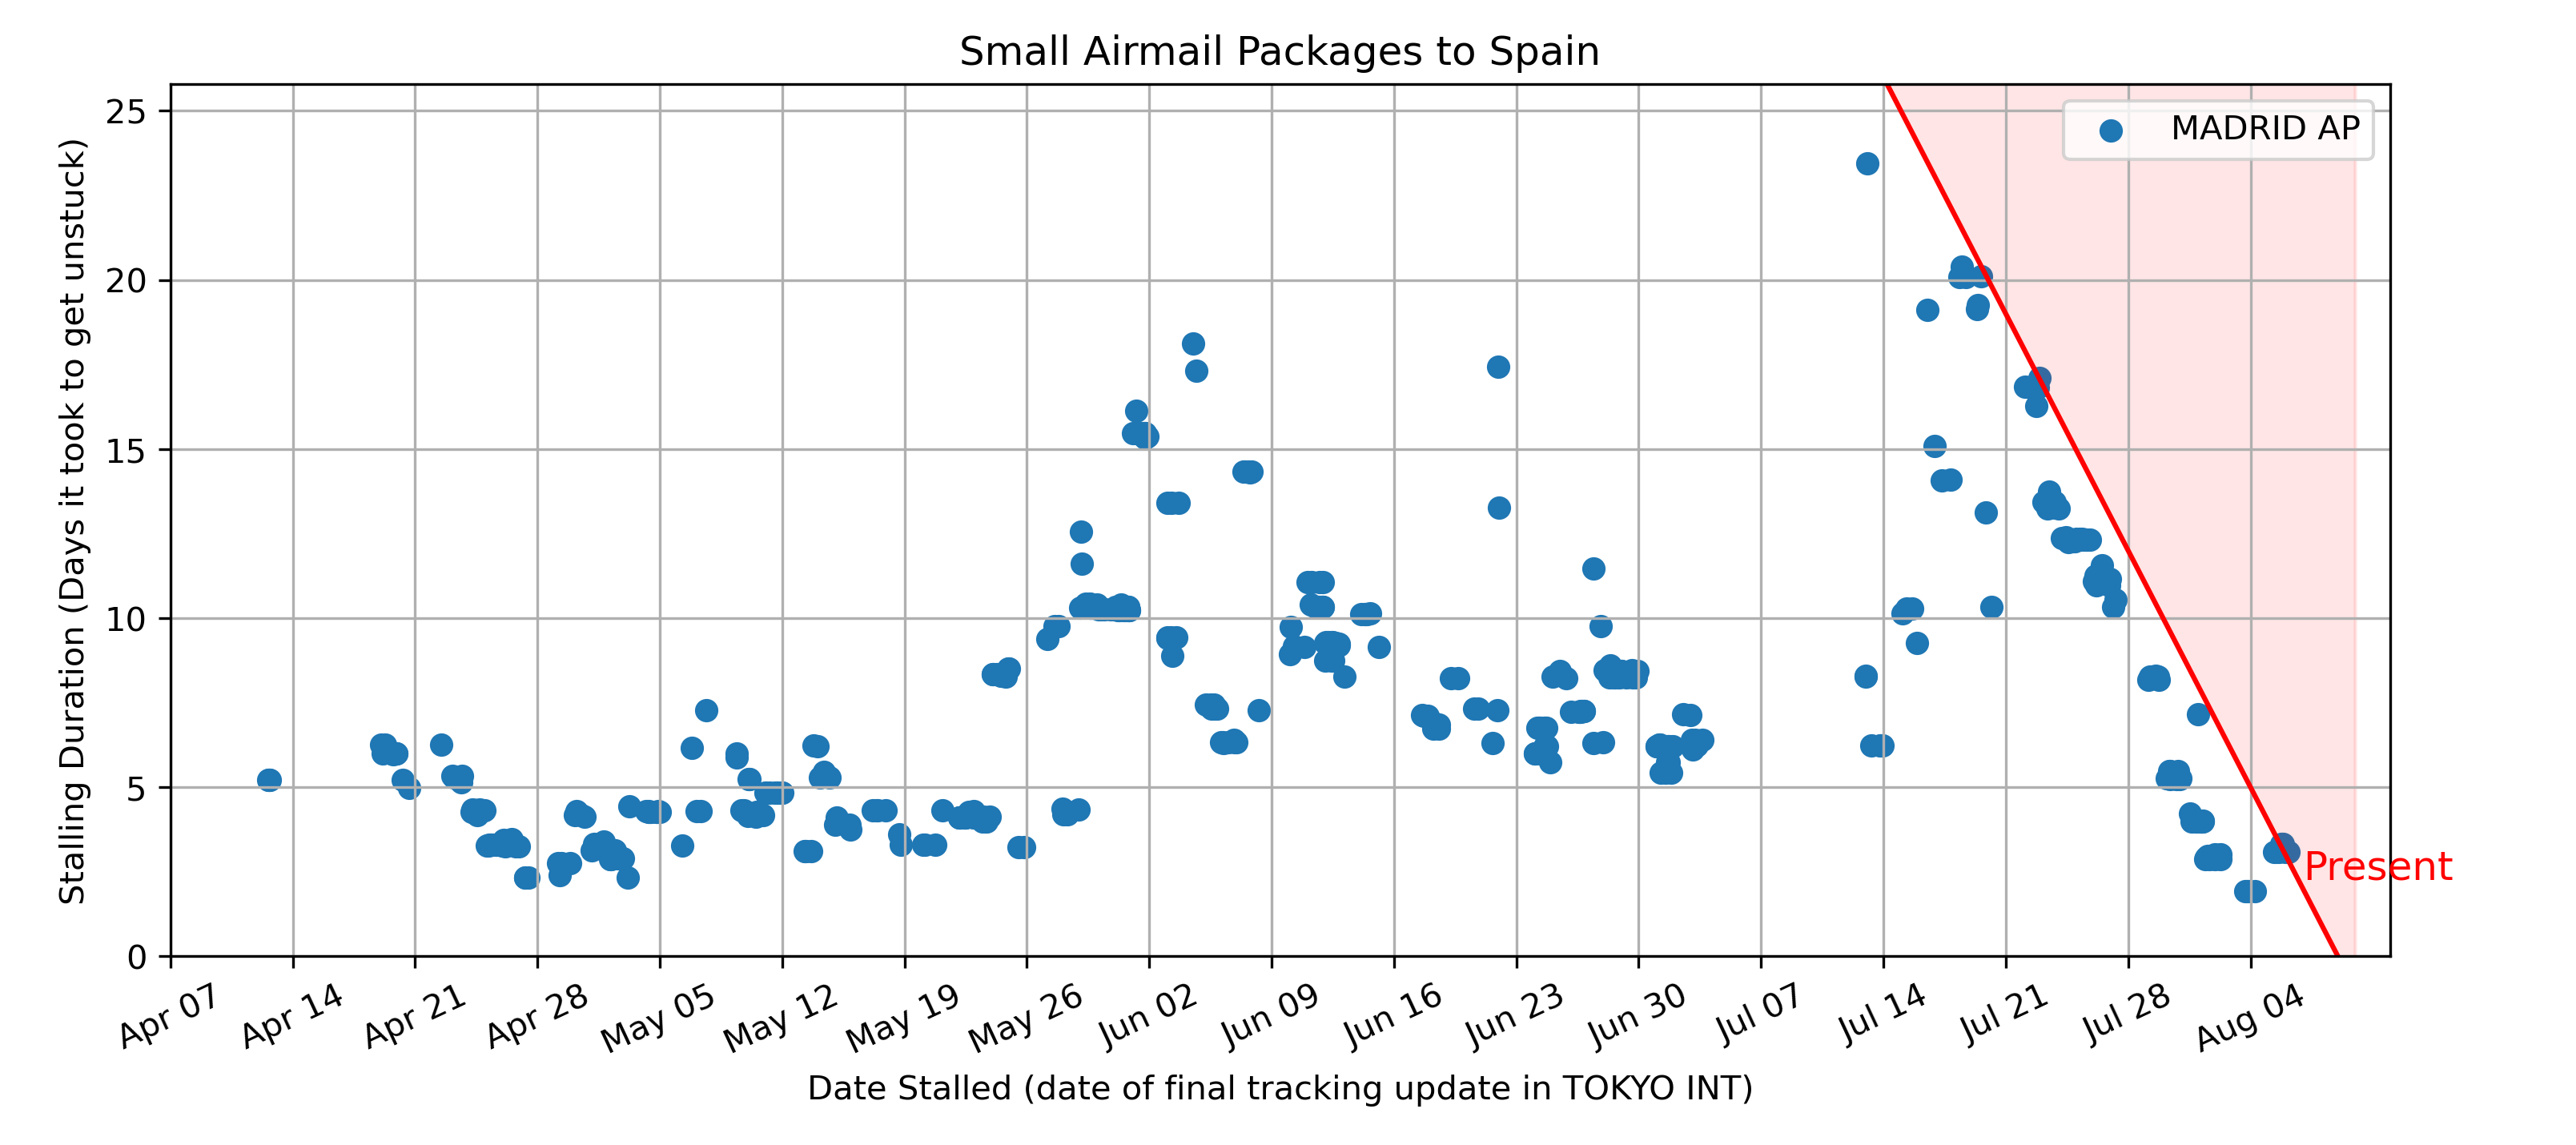 Small Airmail Packages to Spain
MADRID AP
Stalling Duration (Days it took to get unstuck)
25
20
15
10
5
0
Present
Apr 07
Apr 14
Apr 21
Apr 28
May 05
May 12
May 19
May 26
Jun 02
Jun 09
Jun 16
Jun 23
Jun 30
Jul 07
Jul 14
Jul 21
Jul 28
Aug 04
Date Stalled (date of final tracking update in TOKYO INT)